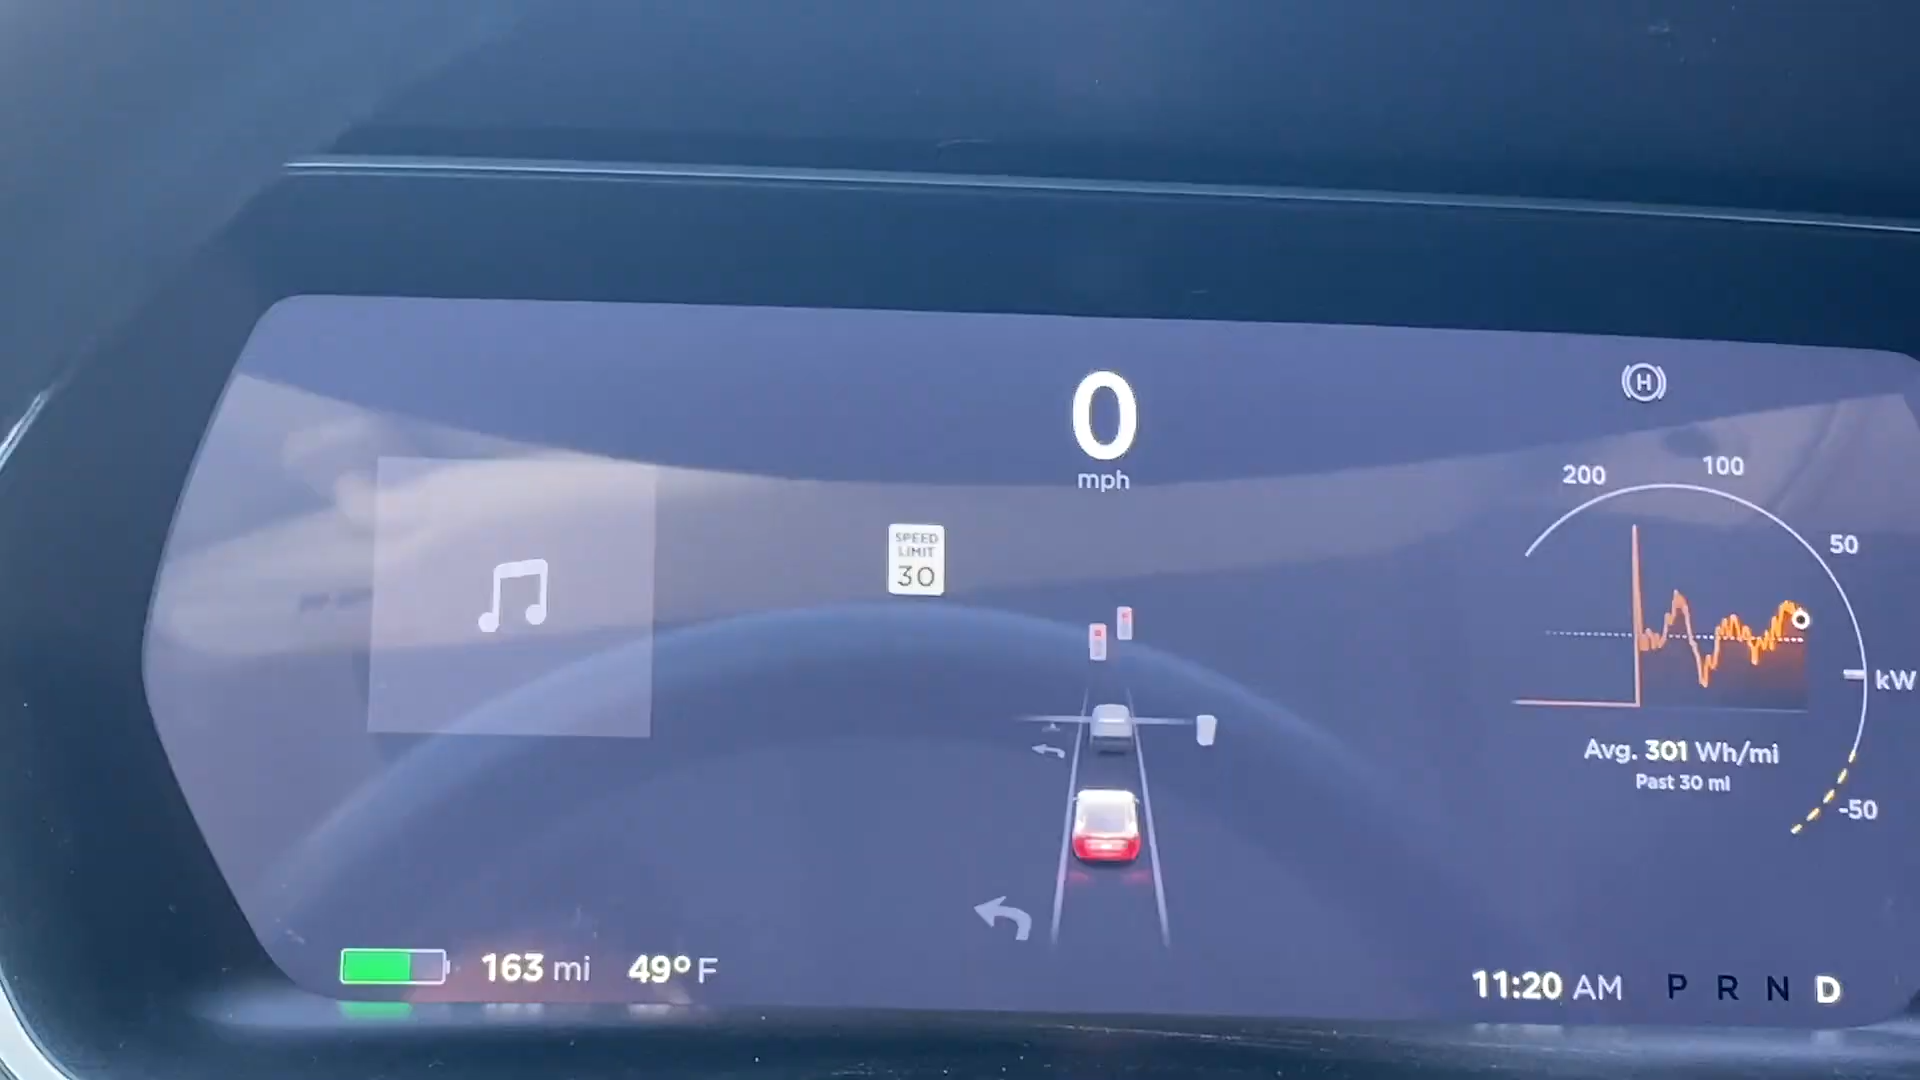 0
mph
H
SPEED
LIMIT
30
200
100
50
kW
-50
Avg. 301 Wh/mi
Past 30 mi
163 mi
49° F
11:20 AM
P R N D